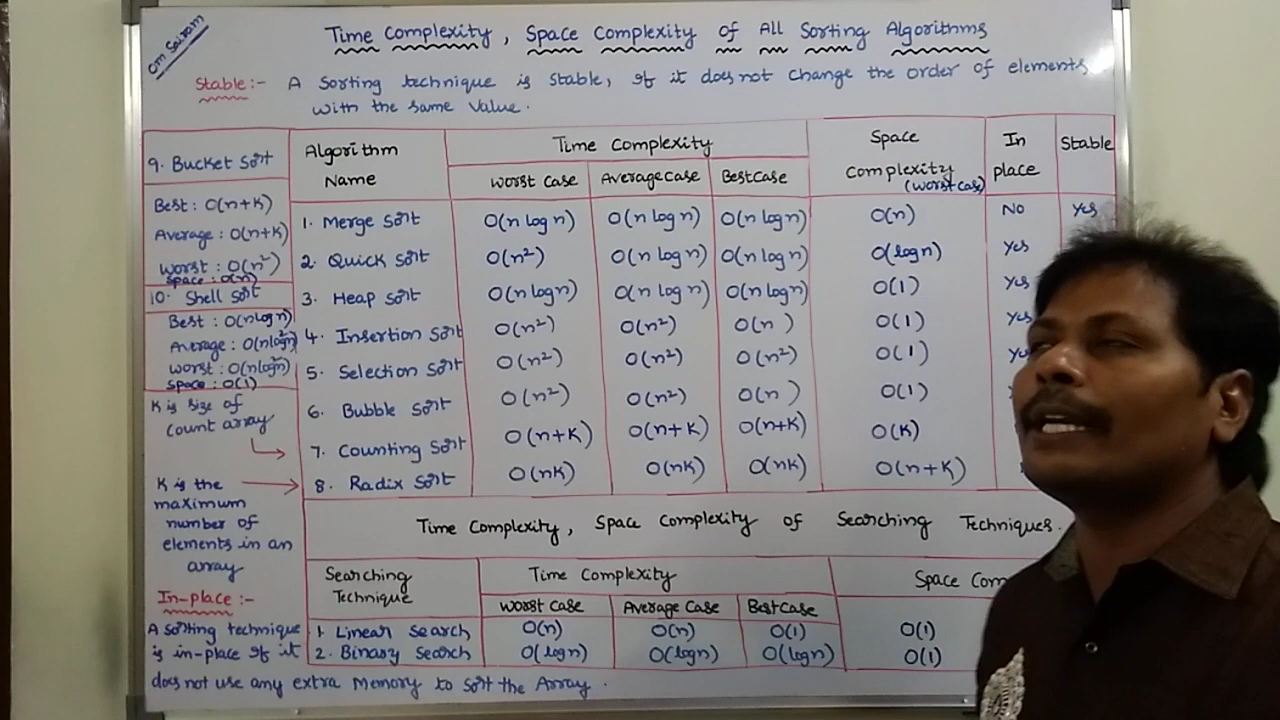 Om Sairam
Time Complexity, Space Complexity of All Sorting Algorithms
Stable:- A Sorting technique is stable, if it does not change the order of elements
with the same value.
9. Bucket Sort
Best: O(n+K)
Average: O(n+K)
Worst: O(n²)
Space: O(n)
10. Shell Sort
Best: O(nlogn)
Average: O(nlog²n)
Worst: O(nlog²n)
Space: O(1)
K is size of
Count array
K is the
maximum
number of
elements in an
array
In-place:-
A sorting technique
is in-place if it
does not use any extra Memory to Sort the Array.
Algorithm Name Time Complexity Space Complexity (Worst case) In place Stable
Worst Case Average Case Best Case
1. Merge Sort O(n log n) O(n log n) O(n log n) O(n) No Yes
2. Quick Sort O(n²) O(n log n) O(n log n) O(log n) Yes
3. Heap Sort O(n log n) O(n log n) O(n log n) O(1) Yes
4. Insertion Sort O(n²) O(n²) O(n) O(1) Yes
5. Selection Sort O(n²) O(n²) O(n²) O(1)
6. Bubble Sort O(n²) O(n²) O(n) O(1)
7. Counting Sort O(n+K) O(n+K) O(n+K) O(K)
8. Radix Sort O(nK) O(nK) O(nK) O(n+K)
Time Complexity, Space Complexity of Searching Techniques.
Searching Technique Time Complexity Space Com
Worst Case Average Case Best Case
1. Linear Search O(n) O(n) O(1) O(1)
2. Binary Search O(logn) O(logn) O(logn) O(1)